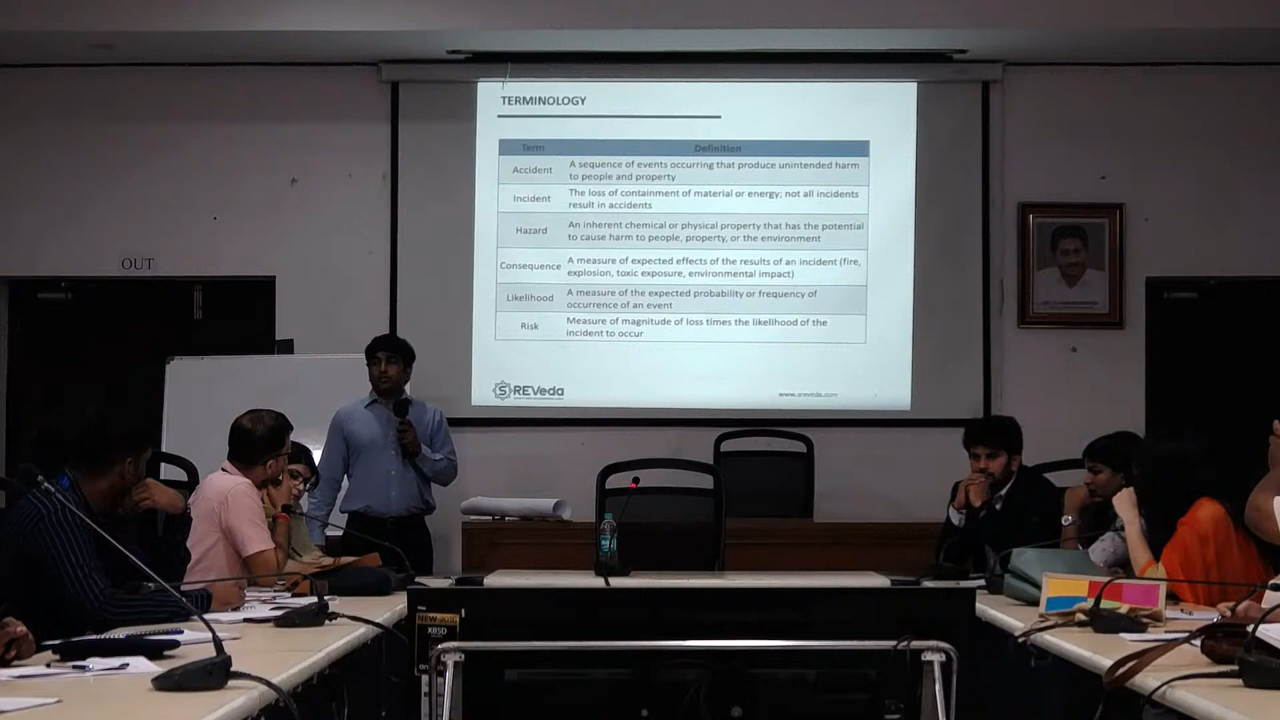 TERMINOLOGY
Term Definition
Accident A sequence of events occurring that produce unintended harm
to people and property
Incident The loss of containment of material or energy; not all incidents
result in accidents
Hazard An inherent chemical or physical property that has the potential
to cause harm to people, property, or the environment
Consequence A measure of expected effects of the results of an incident (fire,
explosion, toxic exposure, environmental impact)
Likelihood A measure of the expected probability or frequency of
occurrence of an event
Risk Measure of magnitude of loss times the likelihood of the
incident to occur
SREVeda
OUT
NEW
X85D